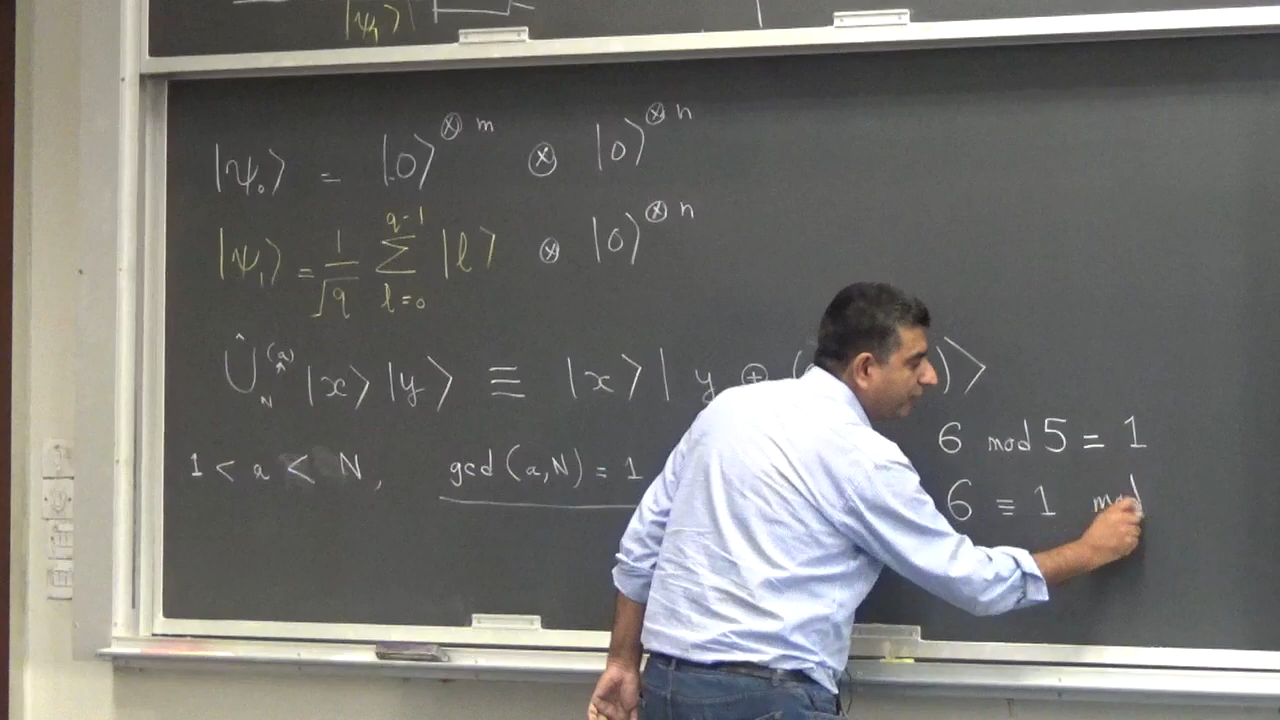 |ψ₁⟩
|ψ₀⟩ = |0⟩^⊗m ⊗ |0⟩^⊗n
|ψ₁⟩ = 1/√q Σ_{l=0}^{q-1} |l⟩ ⊗ |0⟩^⊗n
Û_N^(a) |x⟩|y⟩ ≡ |x⟩| y ⊕ ( )⟩
1 < a < N, gcd(a,N) = 1
6 mod 5 = 1
6 ≡ 1 mod